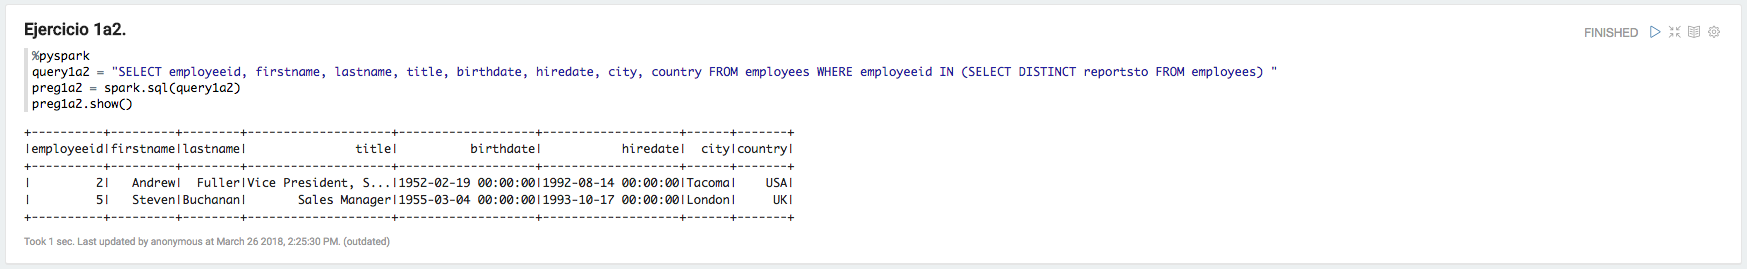 Ejercicio 1a2.
FINISHED
%pyspark
query1a2 = "SELECT employeeid, firstname, lastname, title, birthdate, hiredate, city, country FROM employees WHERE employeeid IN (SELECT DISTINCT reportsto FROM employees) "
preg1a2 = spark.sql(query1a2)
preg1a2.show()
+----------+---------+--------+--------------------+-------------------+-------------------+------+-------+
|employeeid|firstname|lastname|               title|          birthdate|           hiredate|  city|country|
+----------+---------+--------+--------------------+-------------------+-------------------+------+-------+
|         2|   Andrew|  Fuller|Vice President, S...|1952-02-19 00:00:00|1992-08-14 00:00:00|Tacoma|    USA|
|         5|   Steven|Buchanan|       Sales Manager|1955-03-04 00:00:00|1993-10-17 00:00:00|London|     UK|
+----------+---------+--------+--------------------+-------------------+-------------------+------+-------+
Took 1 sec. Last updated by anonymous at March 26 2018, 2:25:30 PM. (outdated)